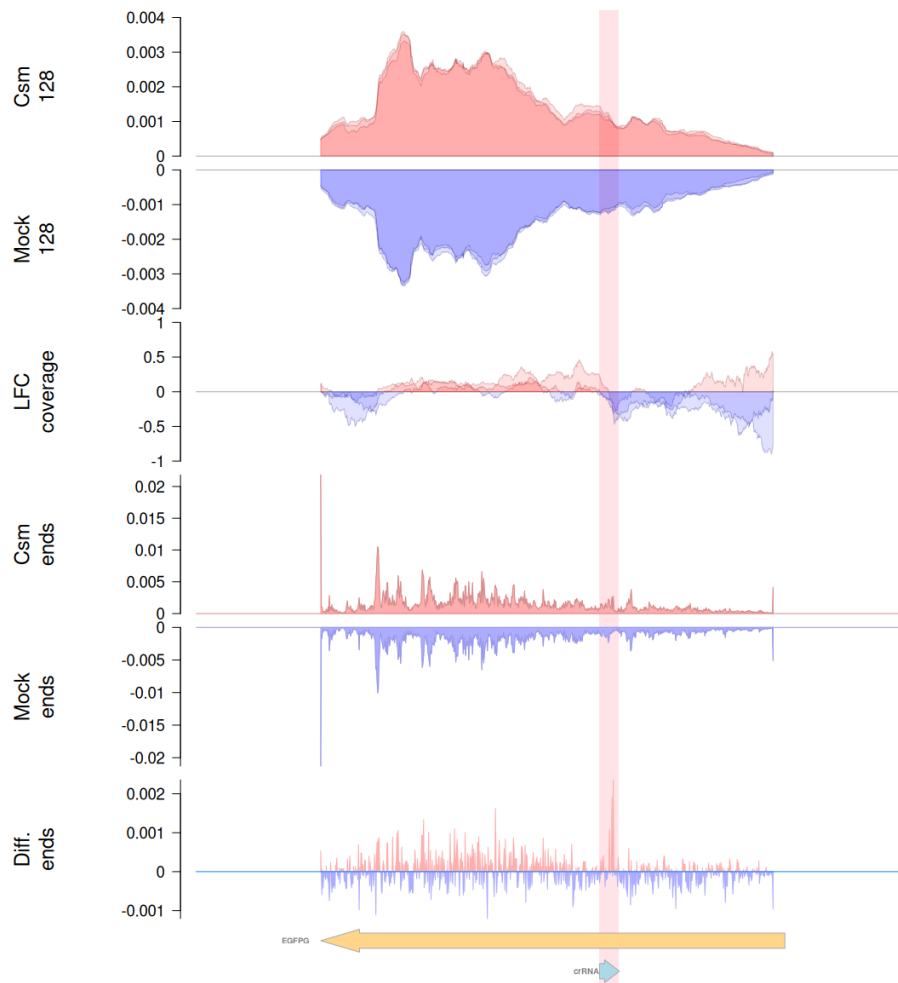 Csm
128
0.004
0.003
0.002
0.001
0
Mock
128
0
-0.001
-0.002
-0.003
-0.004
LFC
coverage
1
0.5
0
-0.5
-1
Csm
ends
0.02
0.015
0.01
0.005
0
Mock
ends
0
-0.005
-0.01
-0.015
-0.02
Diff.
ends
0.002
0.001
0
-0.001
EGFPG
crRNA